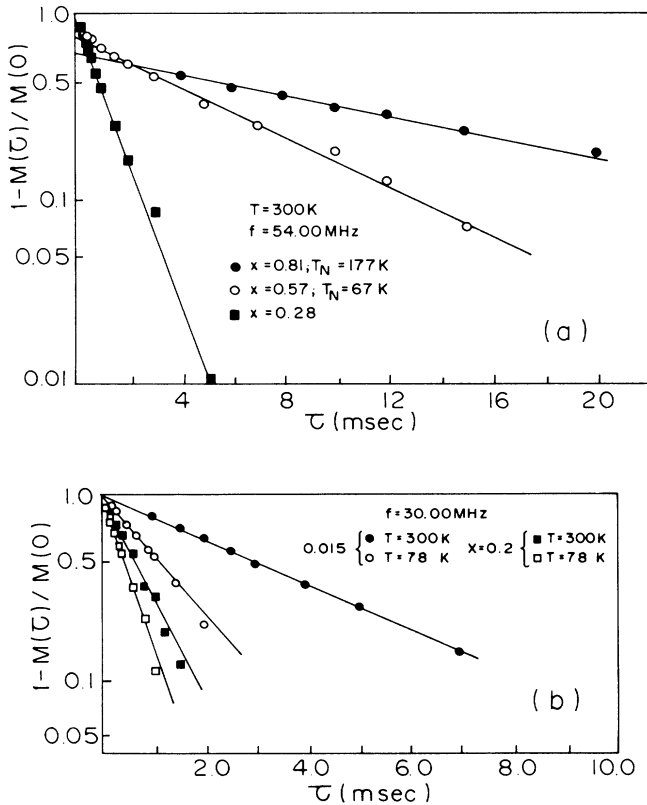 1.0
0.5
0.1
0.05
0.01
1-M(τ)/M(0)
T=300K
f=54.00MHz
x=0.81; T_N=177K
x=0.57; T_N=67K
x=0.28
(a)
4 8 12 16 20
τ(msec)
1.0
0.5
0.1
0.05
1-M(τ)/M(0)
f=30.00MHz
0.015 { T=300K X=0.2 { T=300K
T=78 K T=78 K
(b)
2.0 4.0 6.0 8.0 10.0
τ(msec)